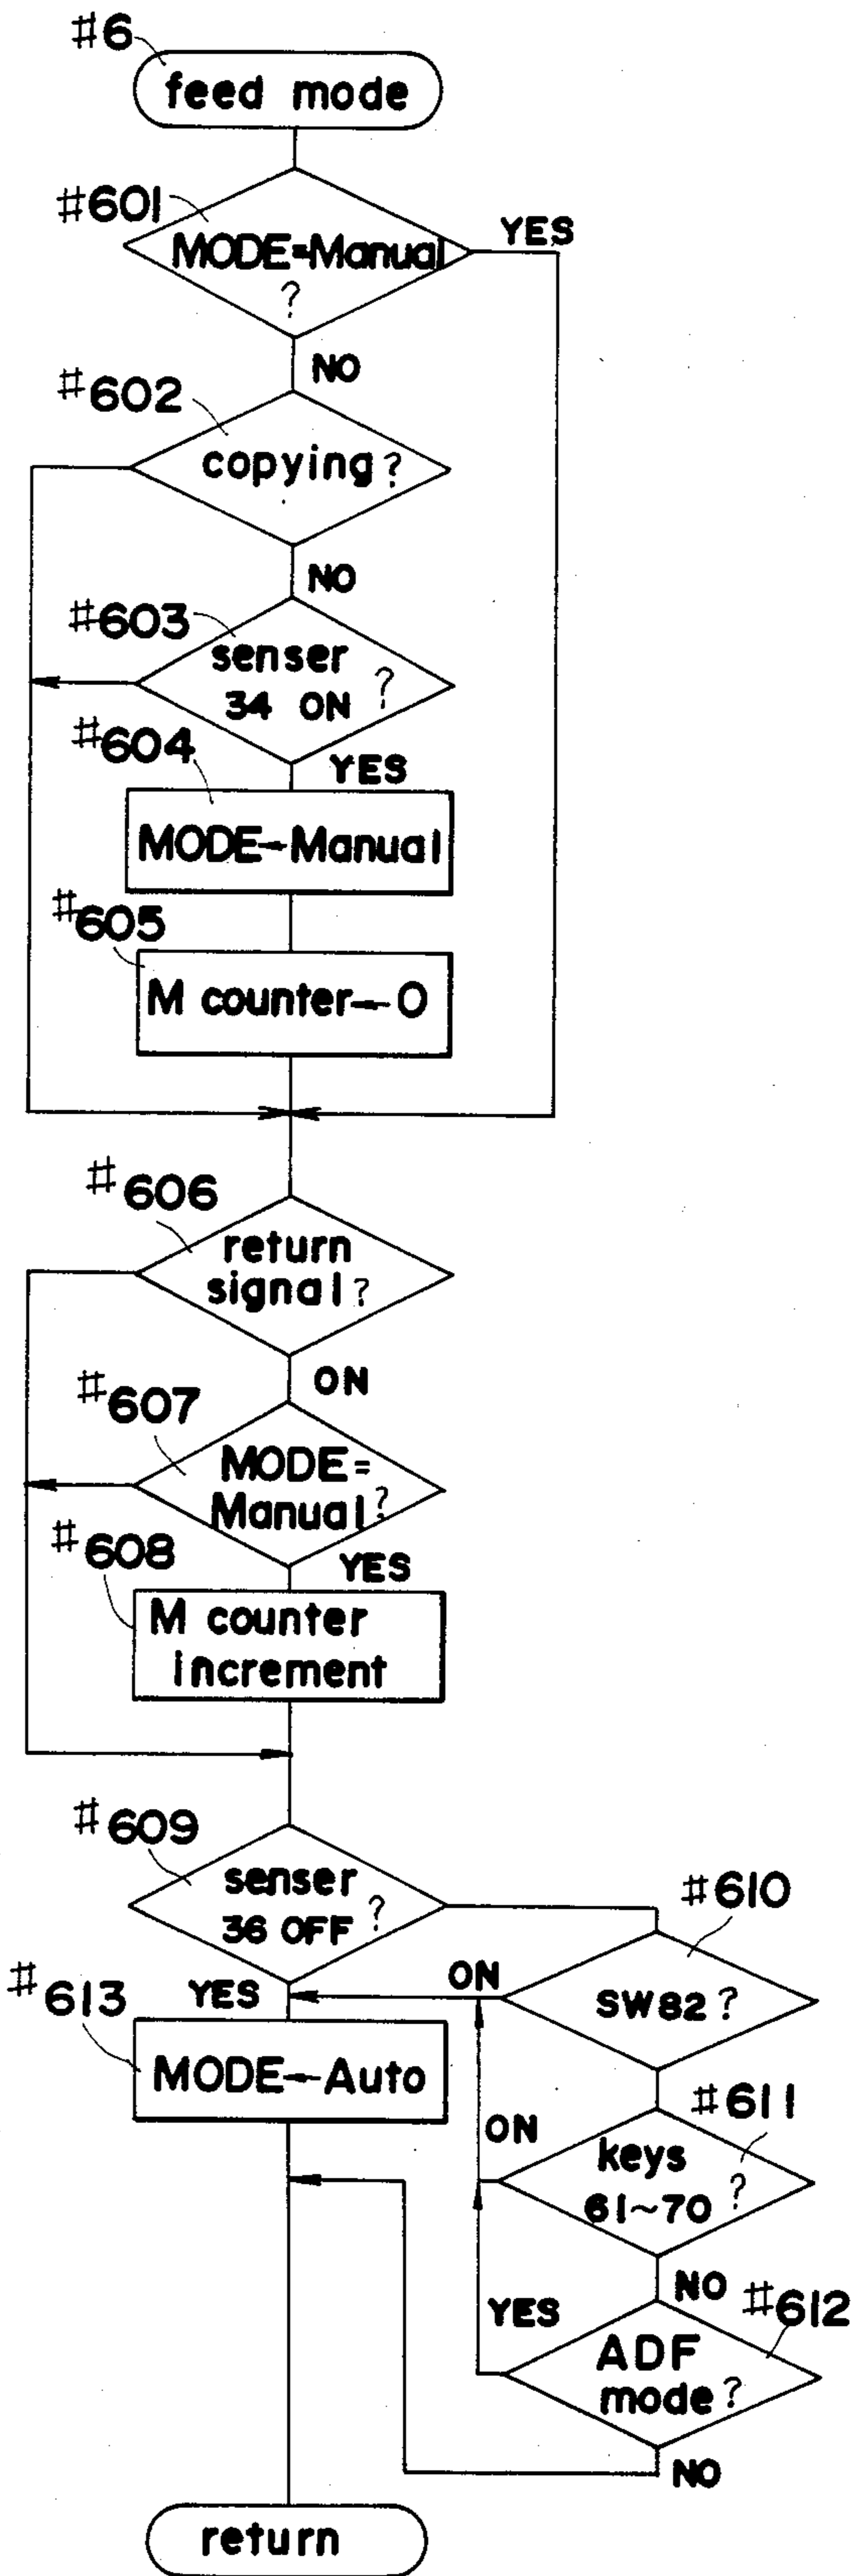 #6
feed mode
#601
MODE=Manual
?
YES
NO
#602
copying?
NO
#603
senser
34 ON ?
#604
YES
MODE←Manual
#605
M counter←0
#606
return
signal?
ON
#607
MODE=
Manual?
#608
YES
M counter
increment
#609
senser
36 OFF ?
#610
SW82 ?
ON
YES
#613
MODE←Auto
#611
keys
61~70 ?
ON
NO
#612
YES
ADF
mode?
NO
return